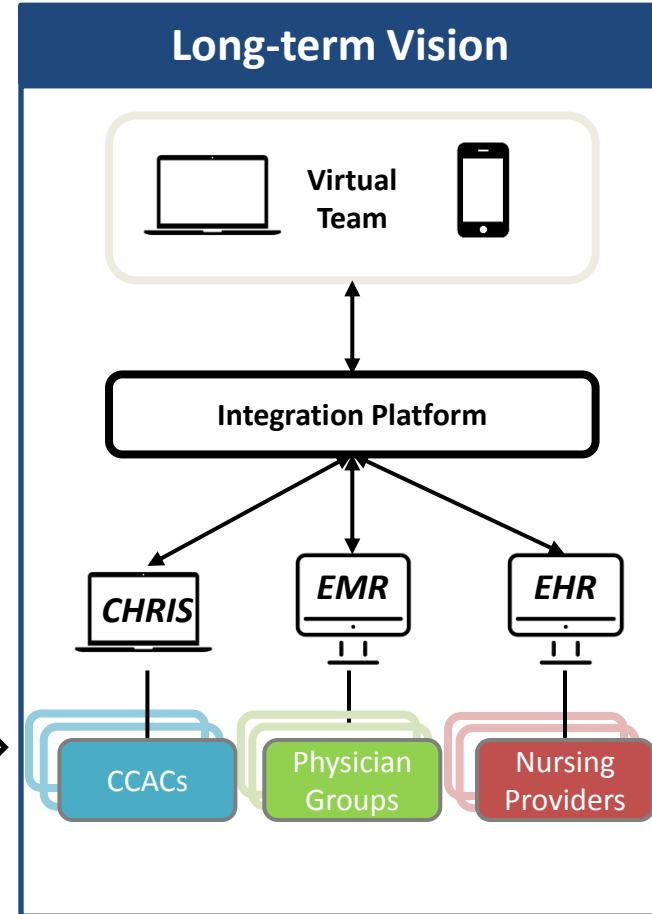 Long-term Vision
Virtual
Team
Integration Platform
CHRIS
EMR
EHR
CCACs
Physician
Groups
Nursing
Providers